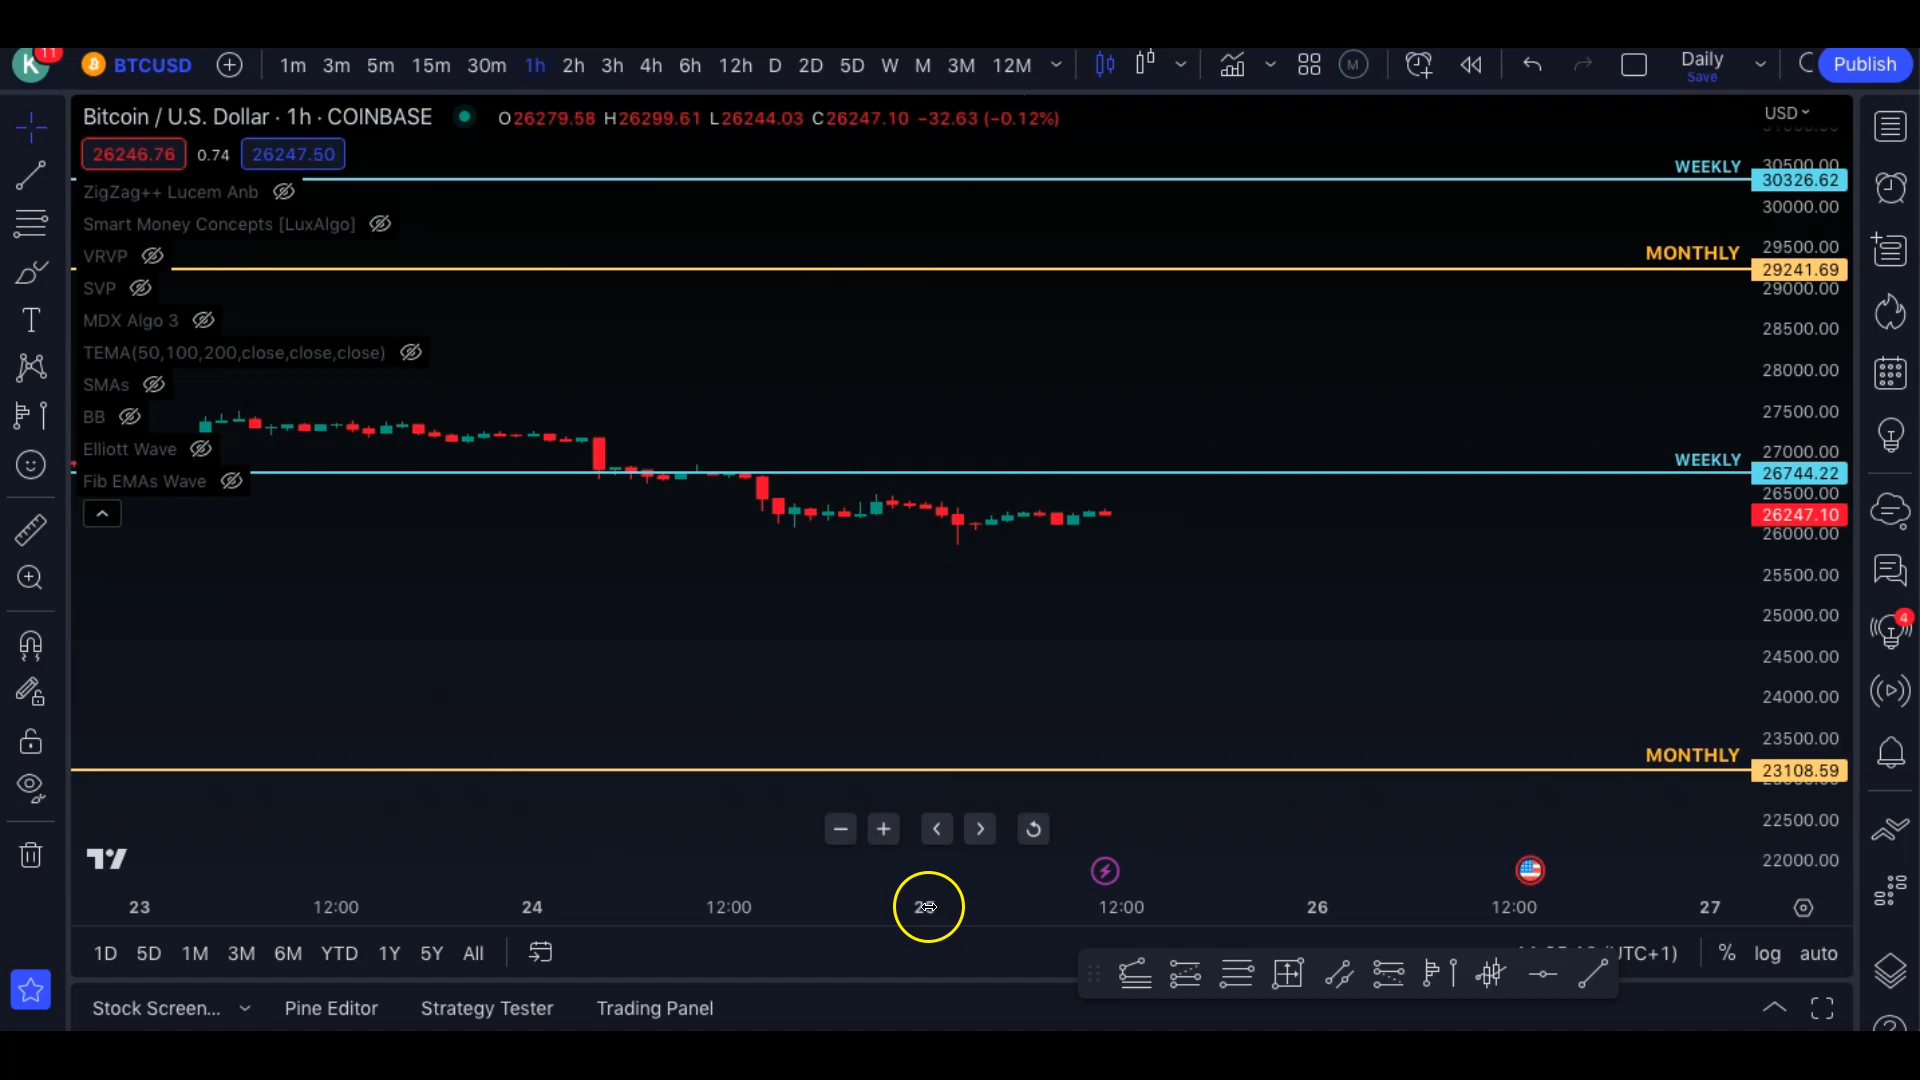 K 11 BTCUSD 1m 3m 5m 15m 30m 1h 2h 3h 4h 6h 12h D 2D 5D W M 3M 12M M Daily Save Publish
Bitcoin / U.S. Dollar · 1h · COINBASE O26279.58 H26299.61 L26244.03 C26247.10 −32.63 (−0.12%) USD
26246.76 0.74 26247.50
30500.00
WEEKLY 30326.62
ZigZag++ Lucem Anb
30000.00
Smart Money Concepts [LuxAlgo]
29500.00
VRVP
MONTHLY 29241.69
SVP 29000.00
MDX Algo 3 28500.00
TEMA(50,100,200,close,close,close)
28000.00
SMAs
27500.00
BB
Elliott Wave 27000.00
WEEKLY 26744.22
Fib EMAs Wave
26500.00
26247.10
26000.00
25500.00
25000.00
4
24500.00
24000.00
23500.00
MONTHLY 23108.59
22500.00
22000.00
23 12:00 24 12:00 12:00 26 12:00 27
1D 5D 1M 3M 6M YTD 1Y 5Y All (UTC+1) % log auto
Stock Screen... Pine Editor Strategy Tester Trading Panel